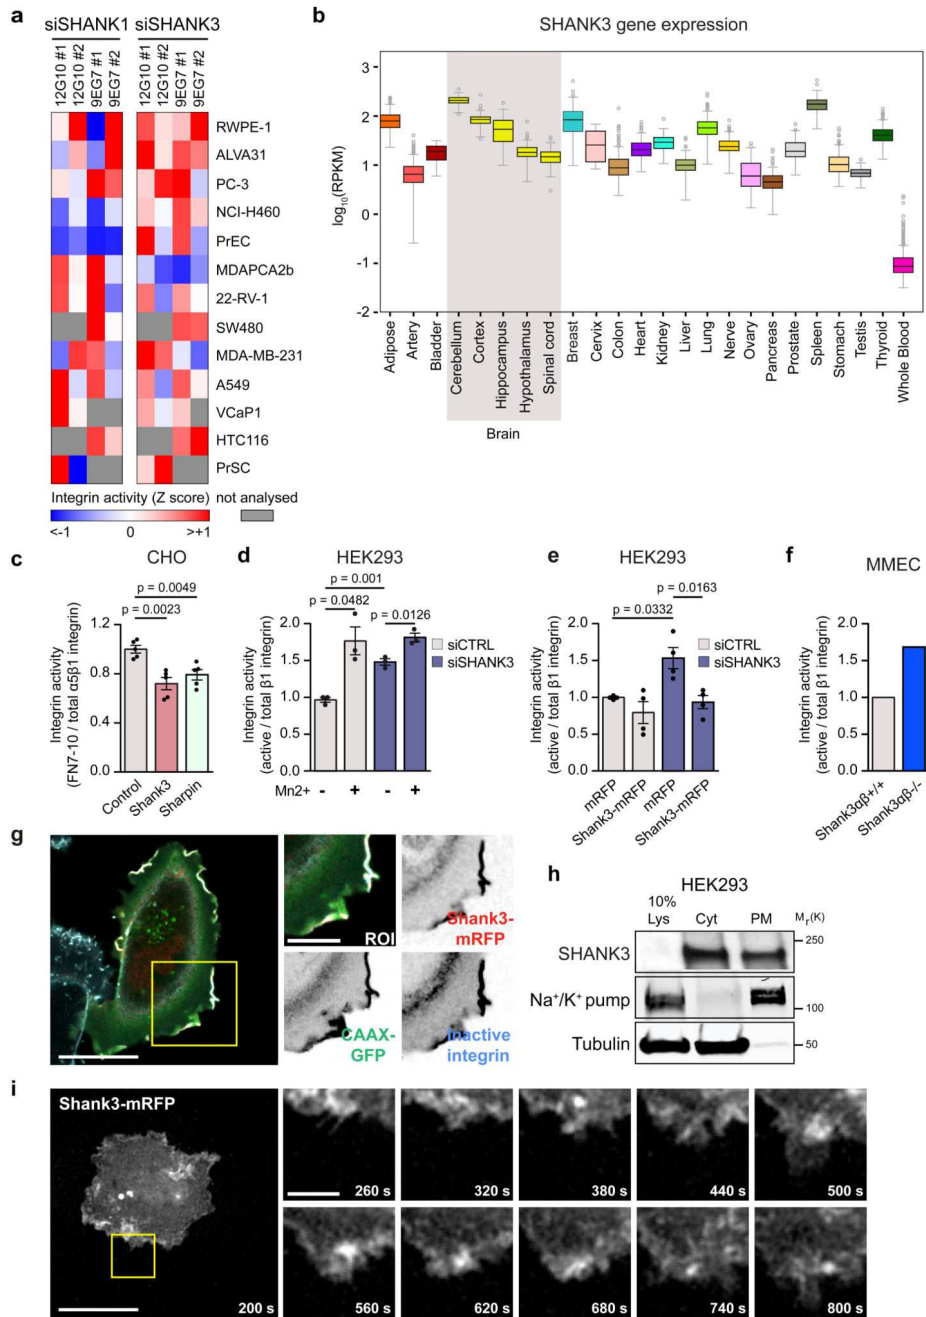 a
siSHANK1 siSHANK3
12G10 #1
12G10 #2
9EG7 #1
9EG7 #2
12G10 #1
12G10 #2
9EG7 #1
9EG7 #2
RWPE-1
ALVA31
PC-3
NCI-H460
PrEC
MDAPCA2b
22-RV-1
SW480
MDA-MB-231
A549
VCaP1
HTC116
PrSC
Integrin activity (Z score) not analysed
<-1 0 >+1
b
SHANK3 gene expression
log10(RPKM)
2
1
0
-1
-2
Adipose
Artery
Bladder
Cerebellum
Cortex
Hippocampus
Hypothalamus
Spinal cord
Breast
Cervix
Colon
Heart
Kidney
Liver
Lung
Nerve
Ovary
Pancreas
Prostate
Spleen
Stomach
Testis
Thyroid
Whole Blood
Brain
c
CHO
p = 0.0049
p = 0.0023
Integrin activity
(FN7-10 / total α5β1 integrin)
1.2
0.8
0.4
0.0
Control
Shank3
Sharpin
d
HEK293
p = 0.001
p = 0.0482
p = 0.0126
siCTRL
siSHANK3
Integrin activity
(active / total β1 integrin)
2.0
1.5
1.0
0.5
0.0
Mn2+ - + - +
e
HEK293
p = 0.0163
p = 0.0332
siCTRL
siSHANK3
Integrin activity
(active / total β1 integrin)
2.0
1.5
1.0
0.5
0.0
mRFP
Shank3-mRFP
mRFP
Shank3-mRFP
f
MMEC
Integrin activity
(active / total β1 integrin)
2.0
1.5
1.0
0.5
0.0
Shank3αβ+/+
Shank3αβ-/-
g
ROI
Shank3-
mRFP
CAAX-
GFP
Inactive
integrin
h
HEK293
10%
Lys Cyt PM Mr(K)
SHANK3
250
Na+/K+ pump
100
Tubulin
50
i
Shank3-mRFP
200 s
260 s
320 s
380 s
440 s
500 s
560 s
620 s
680 s
740 s
800 s